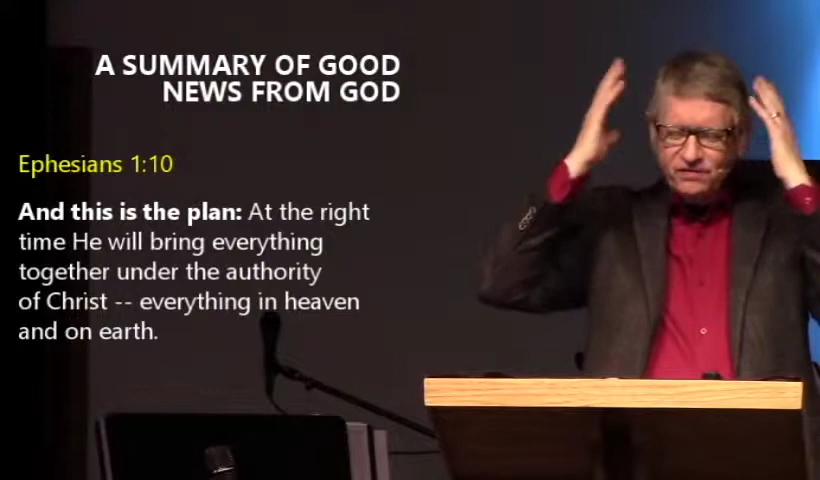 A SUMMARY OF GOOD
NEWS FROM GOD
Ephesians 1:10
And this is the plan: At the right
time He will bring everything
together under the authority
of Christ -- everything in heaven
and on earth.